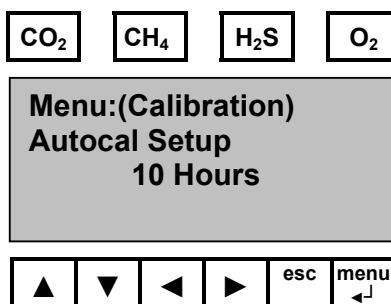 CO₂ CH₄ H₂S O₂
Menu:(Calibration)
Autocal Setup
10 Hours
▲ ▼ ◄ ► esc menu
↵